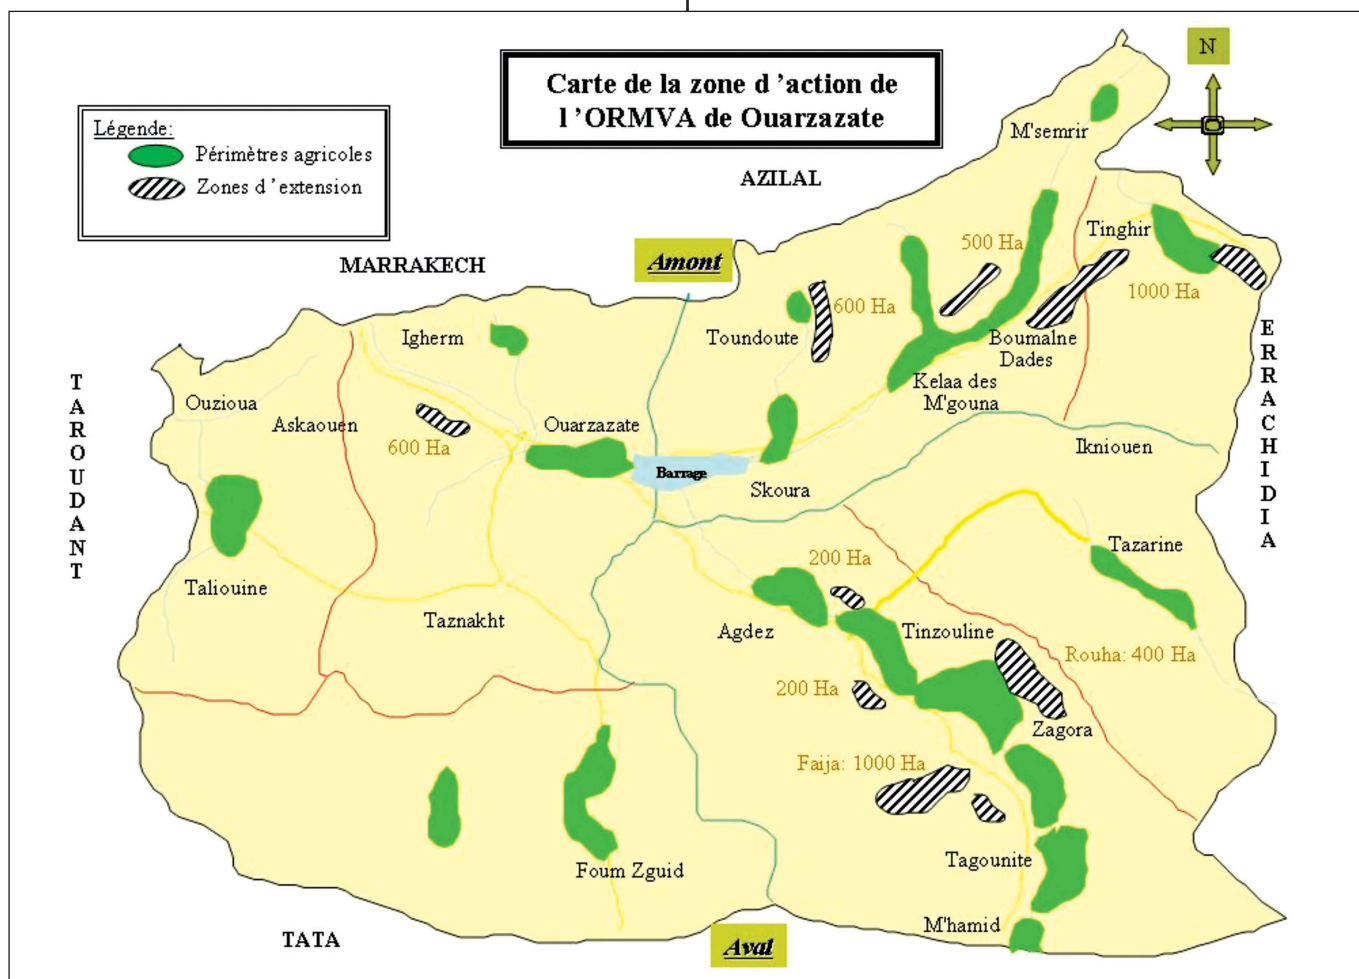 Carte de la zone d ’action de
l ’ORMVA de Ouarzazate
N
Légende:
Périmètres agricoles
Zones d ’extension
M'semrir
AZILAL
Tinghir
500 Ha
Amont
MARRAKECH
1000 Ha
600 Ha
Igherm
Toundoute
Boumalne
Dades
ERRACHIDIA
TAROUDANT
Kelaa des
M'gouna
Ouzioua
Askaouen
Ouarzazate
600 Ha
Ikniouen
Barrage
Skoura
Tazarine
200 Ha
Taliouine
Taznakht
Agdez
Tinzouline
Rouha: 400 Ha
200 Ha
Zagora
Faija: 1000 Ha
Tagounite
Foum Zguid
M'hamid
TATA
Aval